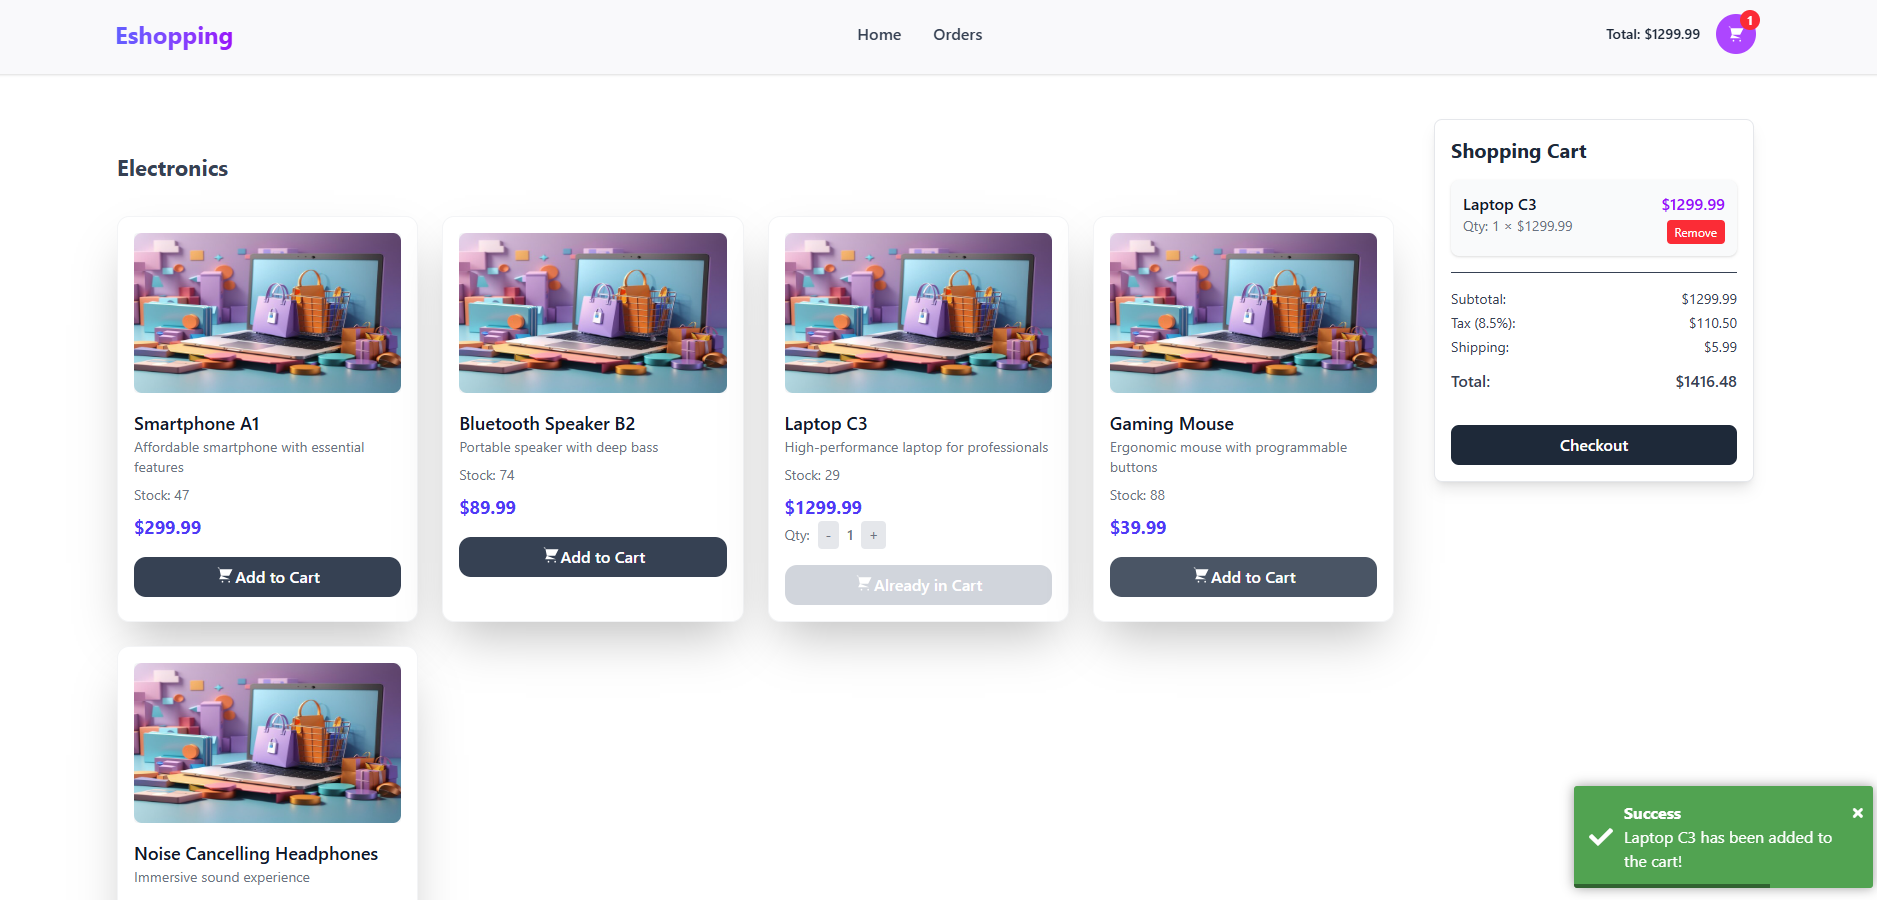 Eshopping
Home
Orders
Total: $1299.99
1
Electronics
Smartphone A1
Affordable smartphone with essential
features
Stock: 47
$299.99
Add to Cart
Bluetooth Speaker B2
Portable speaker with deep bass
Stock: 74
$89.99
Add to Cart
Laptop C3
High-performance laptop for professionals
Stock: 29
$1299.99
Qty: - 1 +
Already in Cart
Gaming Mouse
Ergonomic mouse with programmable
buttons
Stock: 88
$39.99
Add to Cart
Noise Cancelling Headphones
Immersive sound experience
Shopping Cart
Laptop C3 $1299.99
Qty: 1 × $1299.99 Remove
Subtotal: $1299.99
Tax (8.5%): $110.50
Shipping: $5.99
Total: $1416.48
Checkout
Success ×
Laptop C3 has been added to
the cart!